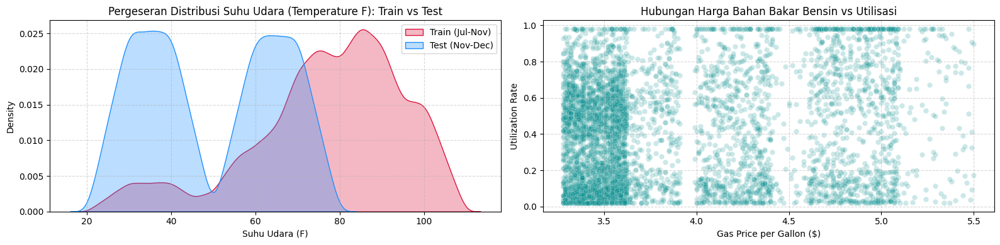 Pergeseran Distribusi Suhu Udara (Temperature F): Train vs Test
Train (Jul-Nov)
Test (Nov-Dec)
Density
0.025
0.020
0.015
0.010
0.005
0.000
20 40 60 80 100
Suhu Udara (F)
Hubungan Harga Bahan Bakar Bensin vs Utilisasi
Utilization Rate
1.0
0.8
0.6
0.4
0.2
0.0
3.5 4.0 4.5 5.0 5.5
Gas Price per Gallon ($)